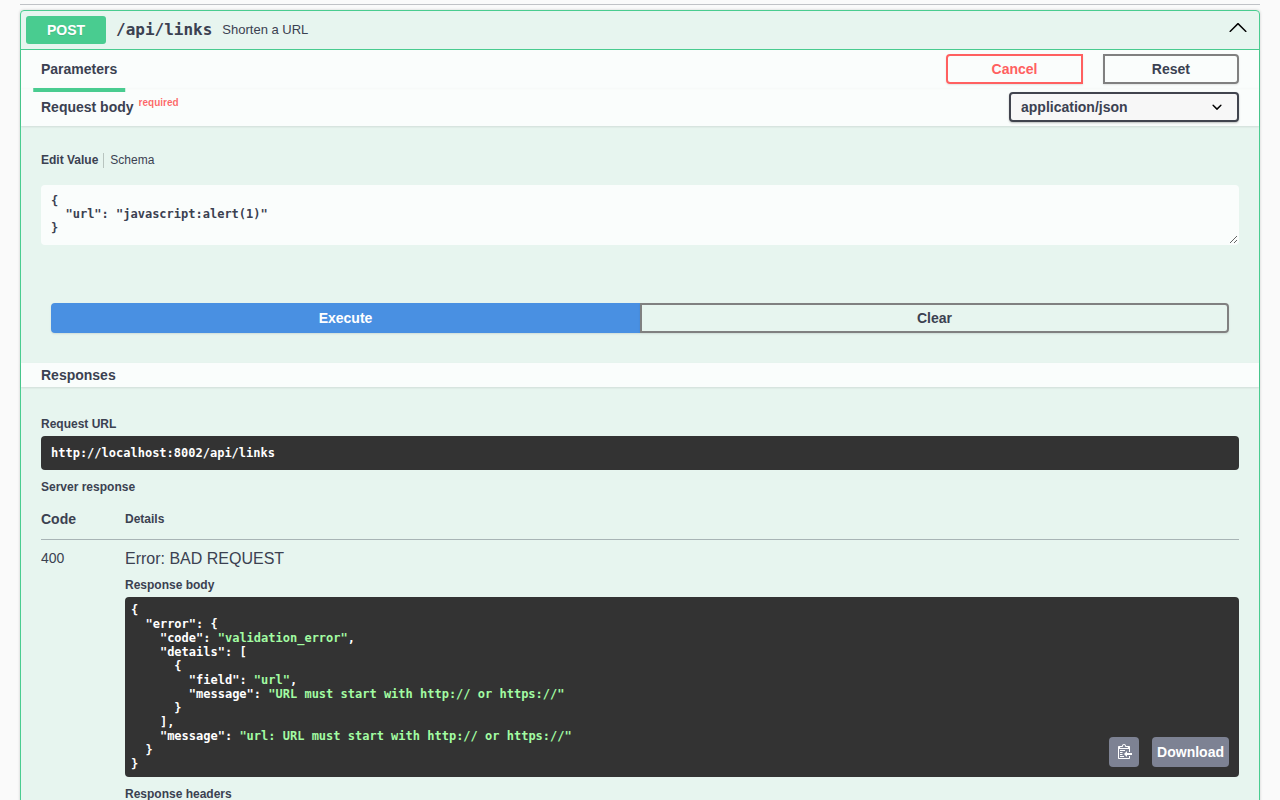 POST /api/links Shorten a URL
Parameters
Cancel
Reset
Request body required
application/json
Edit Value | Schema
{
  "url": "javascript:alert(1)"
}
Execute
Clear
Responses
Request URL
http://localhost:8002/api/links
Server response
Code Details
400 Error: BAD REQUEST
Response body
{
  "error": {
    "code": "validation_error",
    "details": [
      {
        "field": "url",
        "message": "URL must start with http:// or https://"
      }
    ],
    "message": "url: URL must start with http:// or https://"
  }
}
Download
Response headers